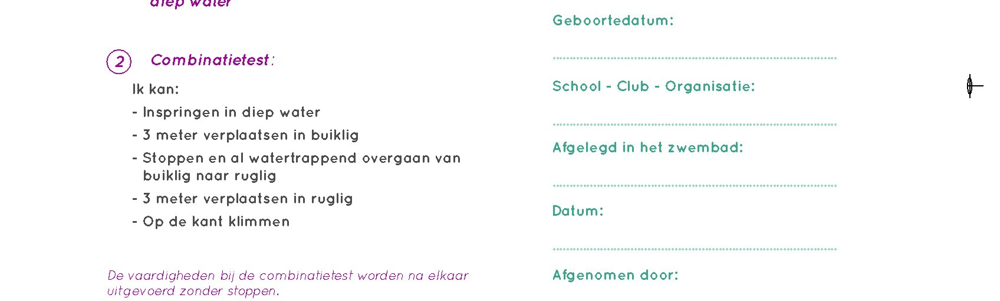 diep water
2 Combinatietest:
Ik kan:
- Inspringen in diep water
- 3 meter verplaatsen in buiklig
- Stoppen en al watertrappend overgaan van
buiklig naar ruglig
- 3 meter verplaatsen in ruglig
- Op de kant klimmen
De vaardigheden bij de combinatietest worden na elkaar
uitgevoerd zonder stoppen.
Geboortedatum:
School - Club - Organisatie:
Afgelegd in het zwembad:
Datum:
Afgenomen door: